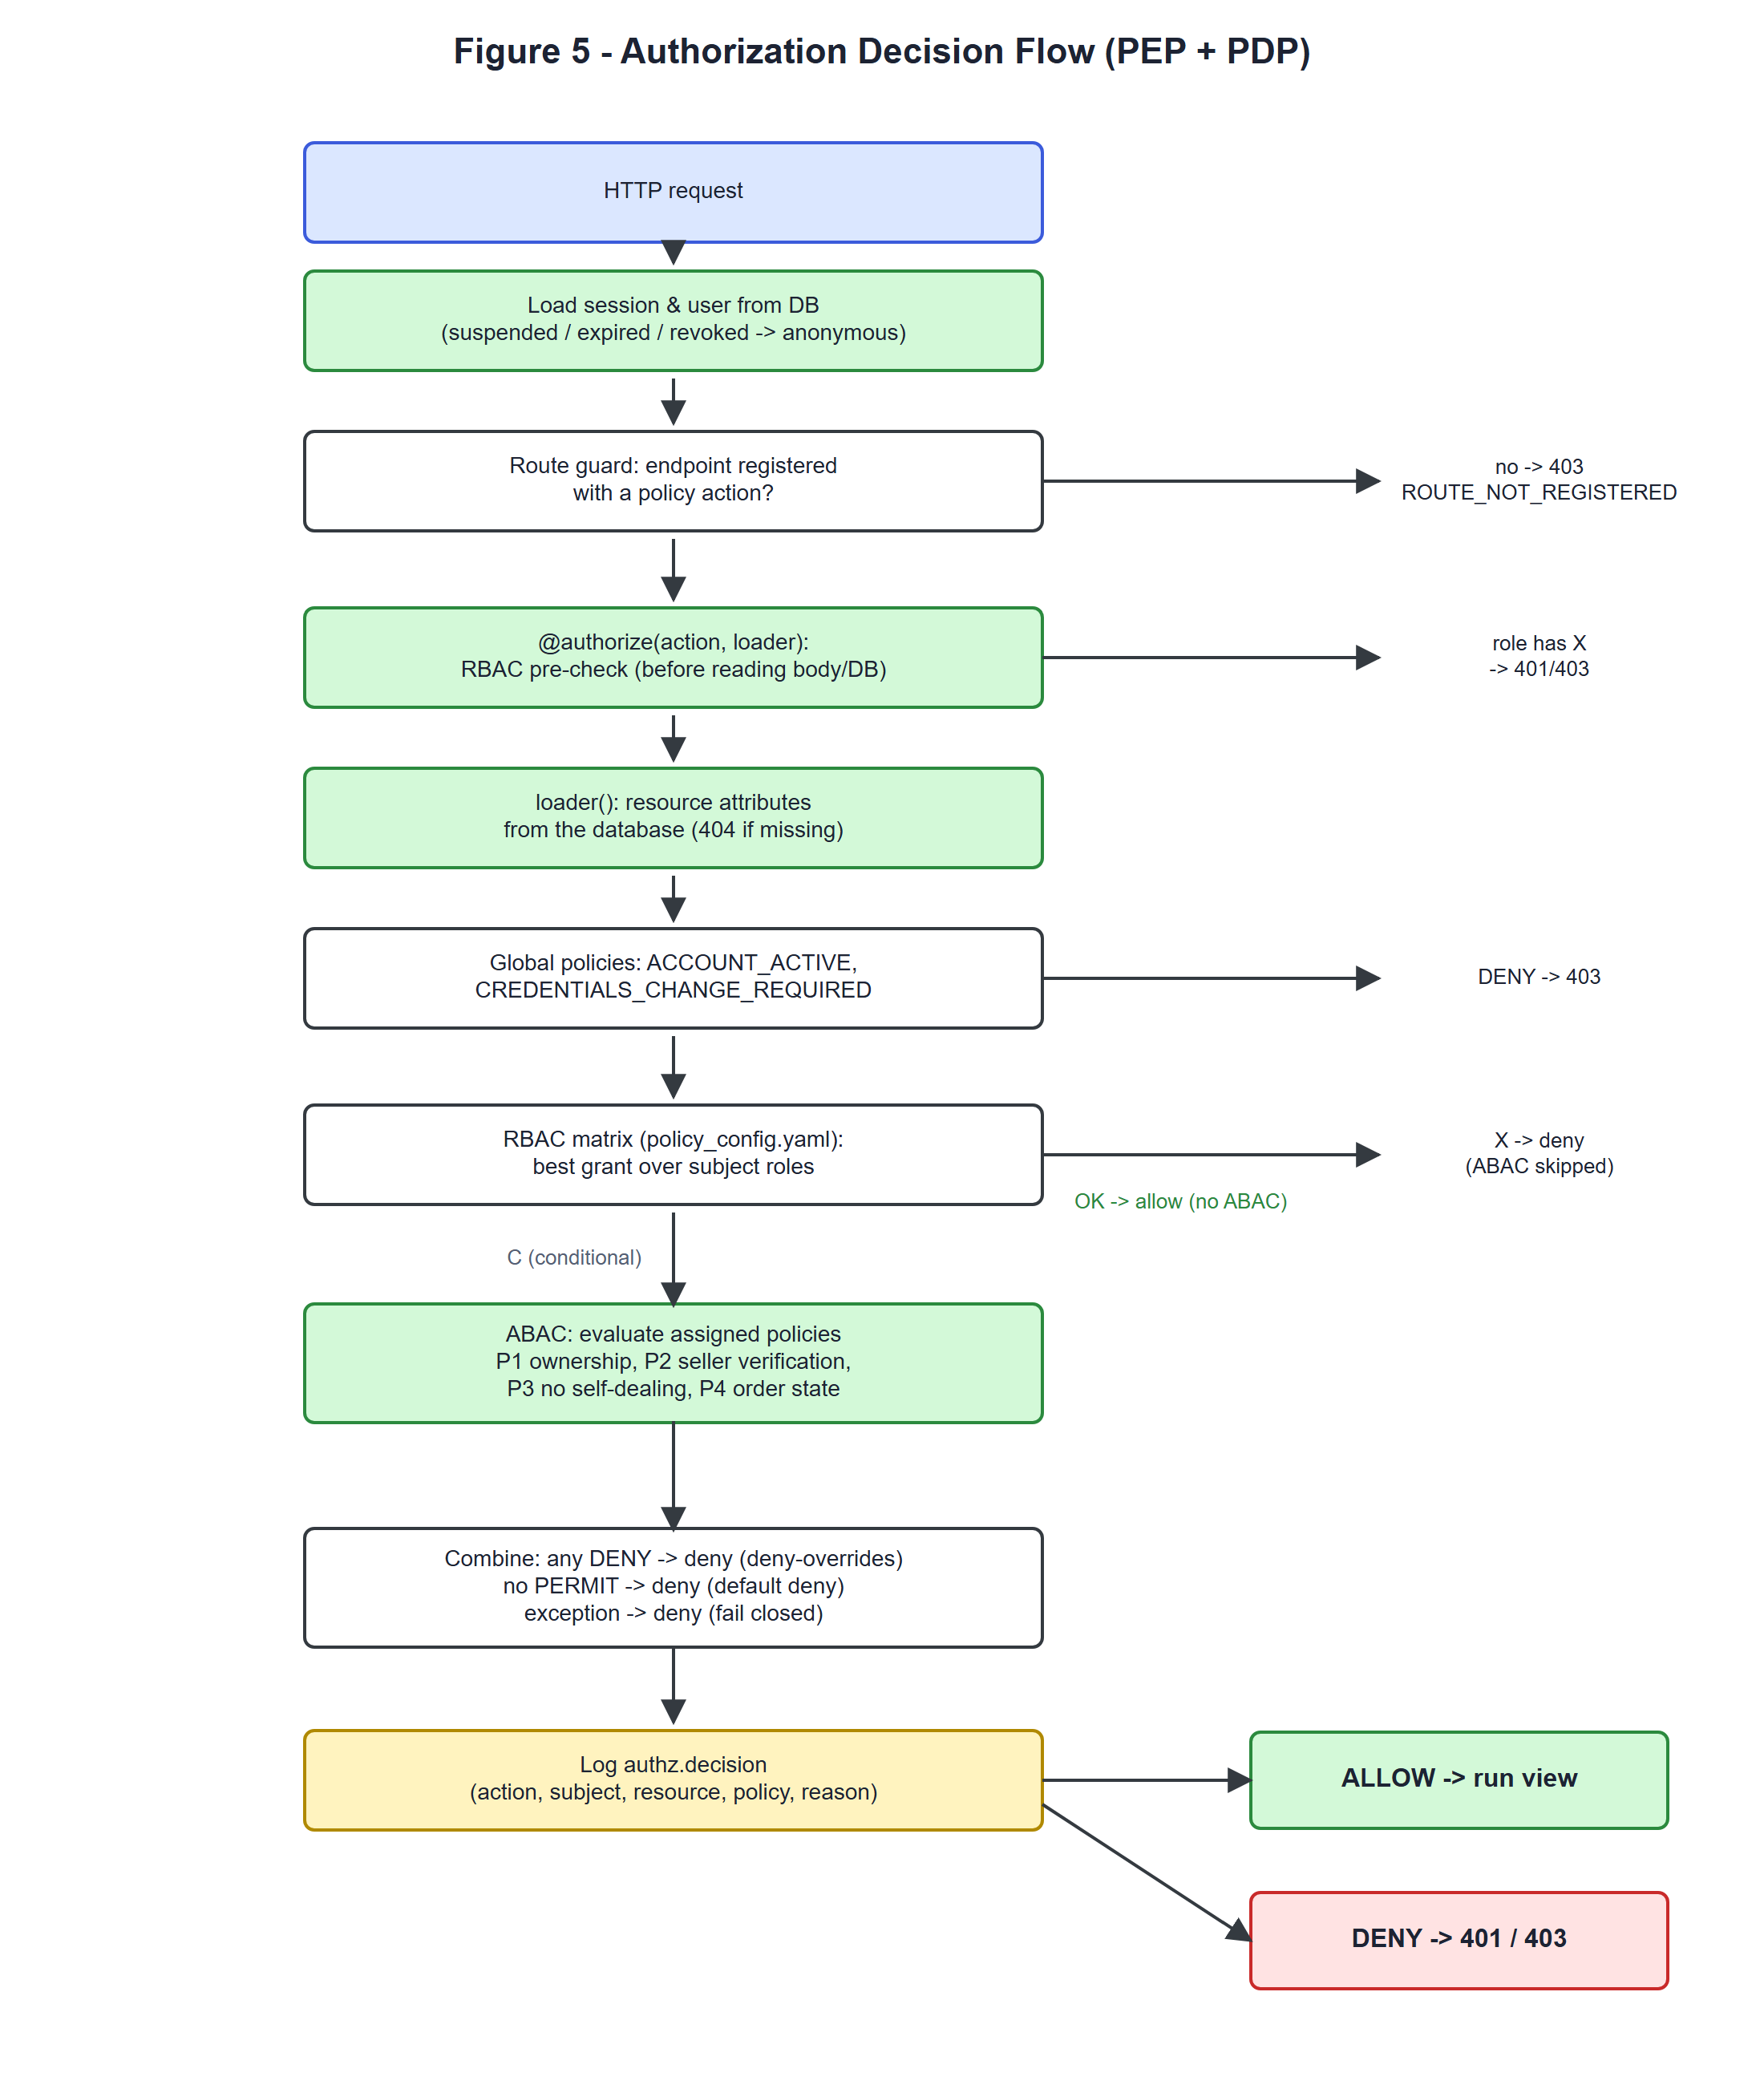 Figure 5 - Authorization Decision Flow (PEP + PDP)
HTTP request
Load session & user from DB
(suspended / expired / revoked -> anonymous)
Route guard: endpoint registered
with a policy action?
no -> 403
ROUTE_NOT_REGISTERED
@authorize(action, loader):
RBAC pre-check (before reading body/DB)
role has X
-> 401/403
loader(): resource attributes
from the database (404 if missing)
Global policies: ACCOUNT_ACTIVE,
CREDENTIALS_CHANGE_REQUIRED
DENY -> 403
RBAC matrix (policy_config.yaml):
best grant over subject roles
X -> deny
(ABAC skipped)
OK -> allow (no ABAC)
C (conditional)
ABAC: evaluate assigned policies
P1 ownership, P2 seller verification,
P3 no self-dealing, P4 order state
Combine: any DENY -> deny (deny-overrides)
no PERMIT -> deny (default deny)
exception -> deny (fail closed)
Log authz.decision
(action, subject, resource, policy, reason)
ALLOW -> run view
DENY -> 401 / 403